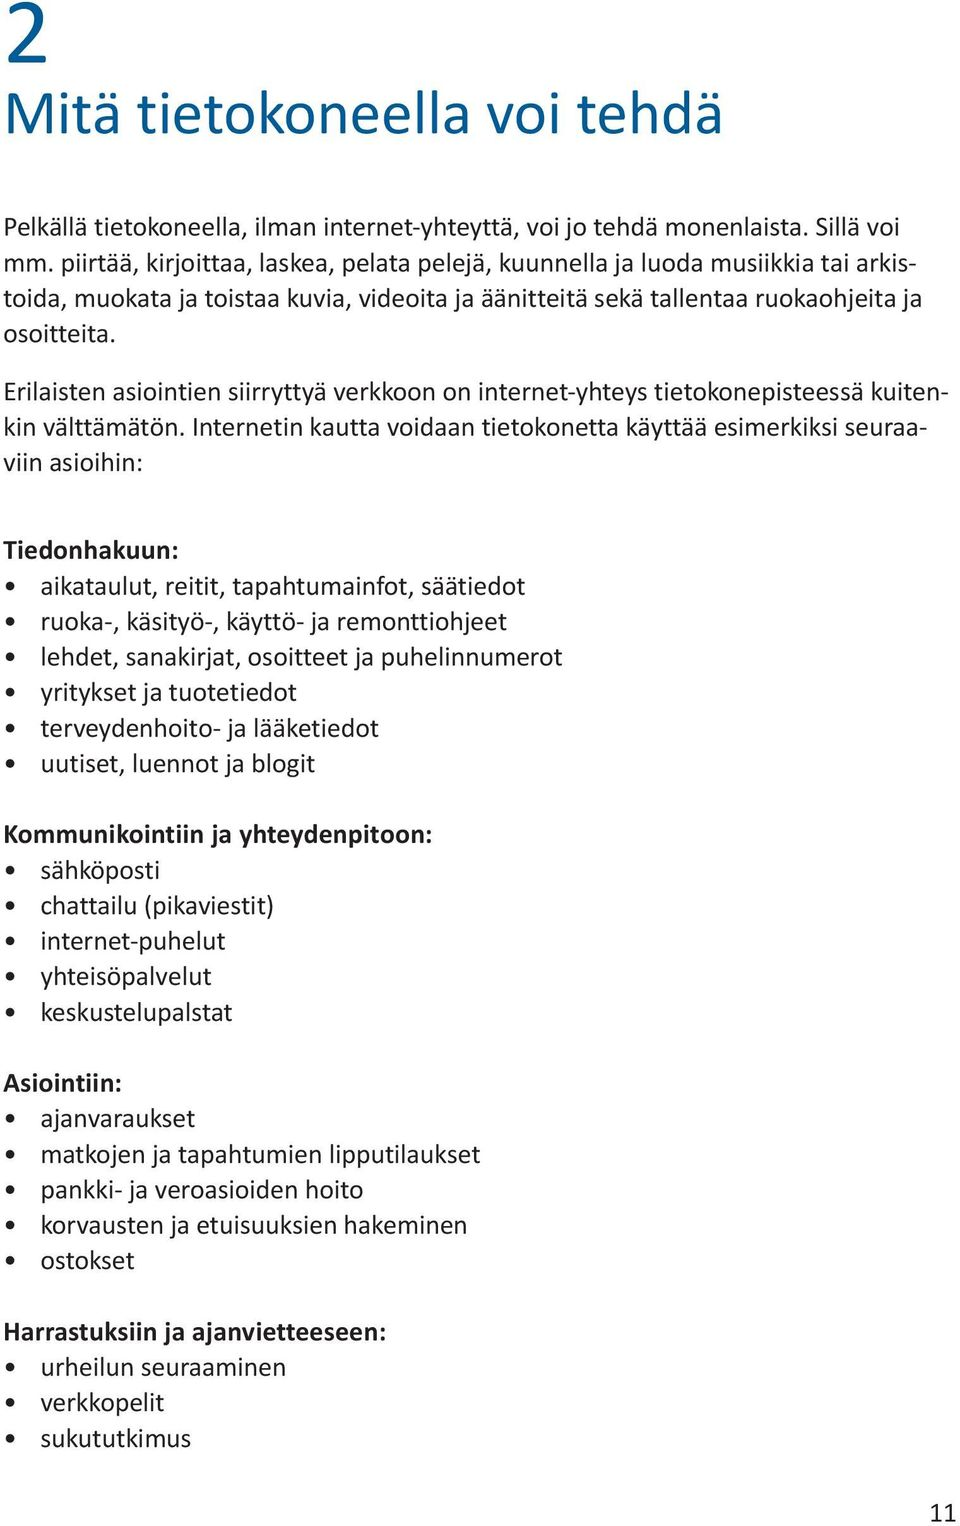 2
Mitä tietokoneella voi tehdä
Pelkällä tietokoneella, ilman internet-yhteyttä, voi jo tehdä monenlaista. Sillä voi
mm. piirtää, kirjoittaa, laskea, pelata pelejä, kuunnella ja luoda musiikkia tai arkis-
toida, muokata ja toistaa kuvia, videoita ja äänitteitä sekä tallentaa ruokaohjeita ja
osoitteita.
Erilaisten asiointien siirryttyä verkkoon on internet-yhteys tietokonepisteessä kuiten-
kin välttämätön. Internetin kautta voidaan tietokonetta käyttää esimerkiksi seuraa-
viin asioihin:
Tiedonhakuun:
• aikataulut, reitit, tapahtumainfot, säätiedot
• ruoka-, käsityö-, käyttö- ja remonttiohjeet
• lehdet, sanakirjat, osoitteet ja puhelinnumerot
• yritykset ja tuotetiedot
• terveydenhoito- ja lääketiedot
• uutiset, luennot ja blogit
Kommunikointiin ja yhteydenpitoon:
• sähköposti
• chattailu (pikaviestit)
• internet-puhelut
• yhteisöpalvelut
• keskustelupalstat
Asiointiin:
• ajanvaraukset
• matkojen ja tapahtumien lipputilaukset
• pankki- ja veroasioiden hoito
• korvausten ja etuisuuksien hakeminen
• ostokset
Harrastuksiin ja ajanvietteeseen:
• urheilun seuraaminen
• verkkopelit
• sukututkimus
11